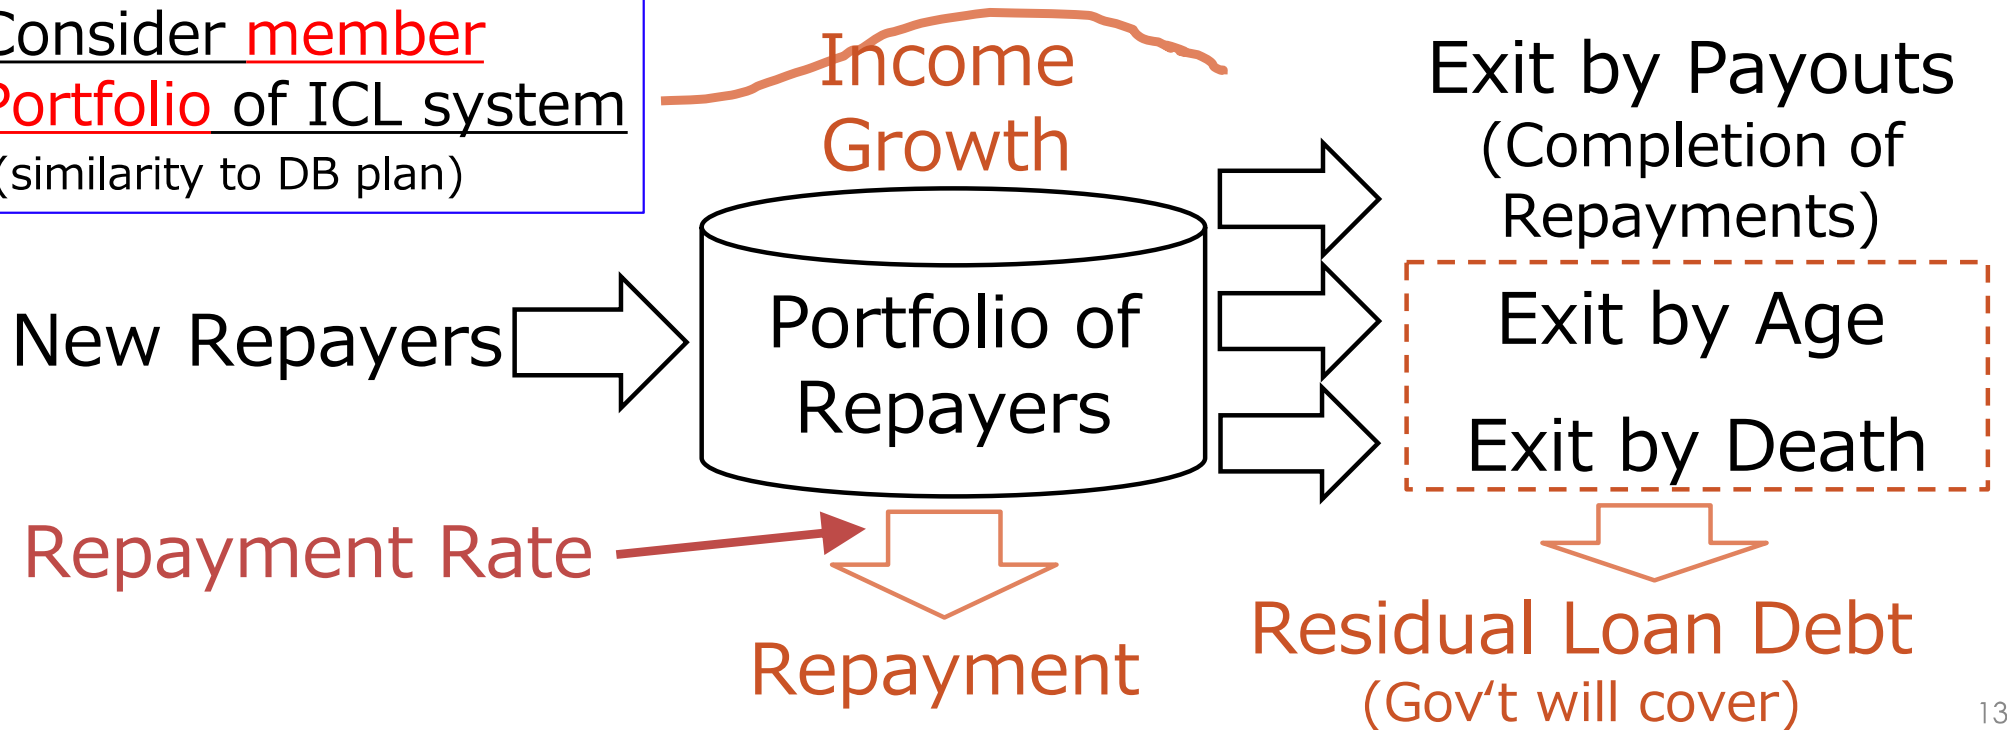 Consider member
Portfolio of ICL system
(similarity to DB plan)
Income
Growth
Exit by Payouts
(Completion of
Repayments)
New Repayers
Portfolio of
Repayers
Exit by Age
Exit by Death
Repayment Rate
Repayment
Residual Loan Debt
(Gov‘t will cover)
13